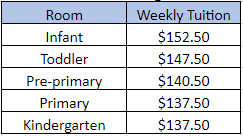 Room Weekly Tuition
Infant $152.50
Toddler $147.50
Pre-primary $140.50
Primary $137.50
Kindergarten $137.50